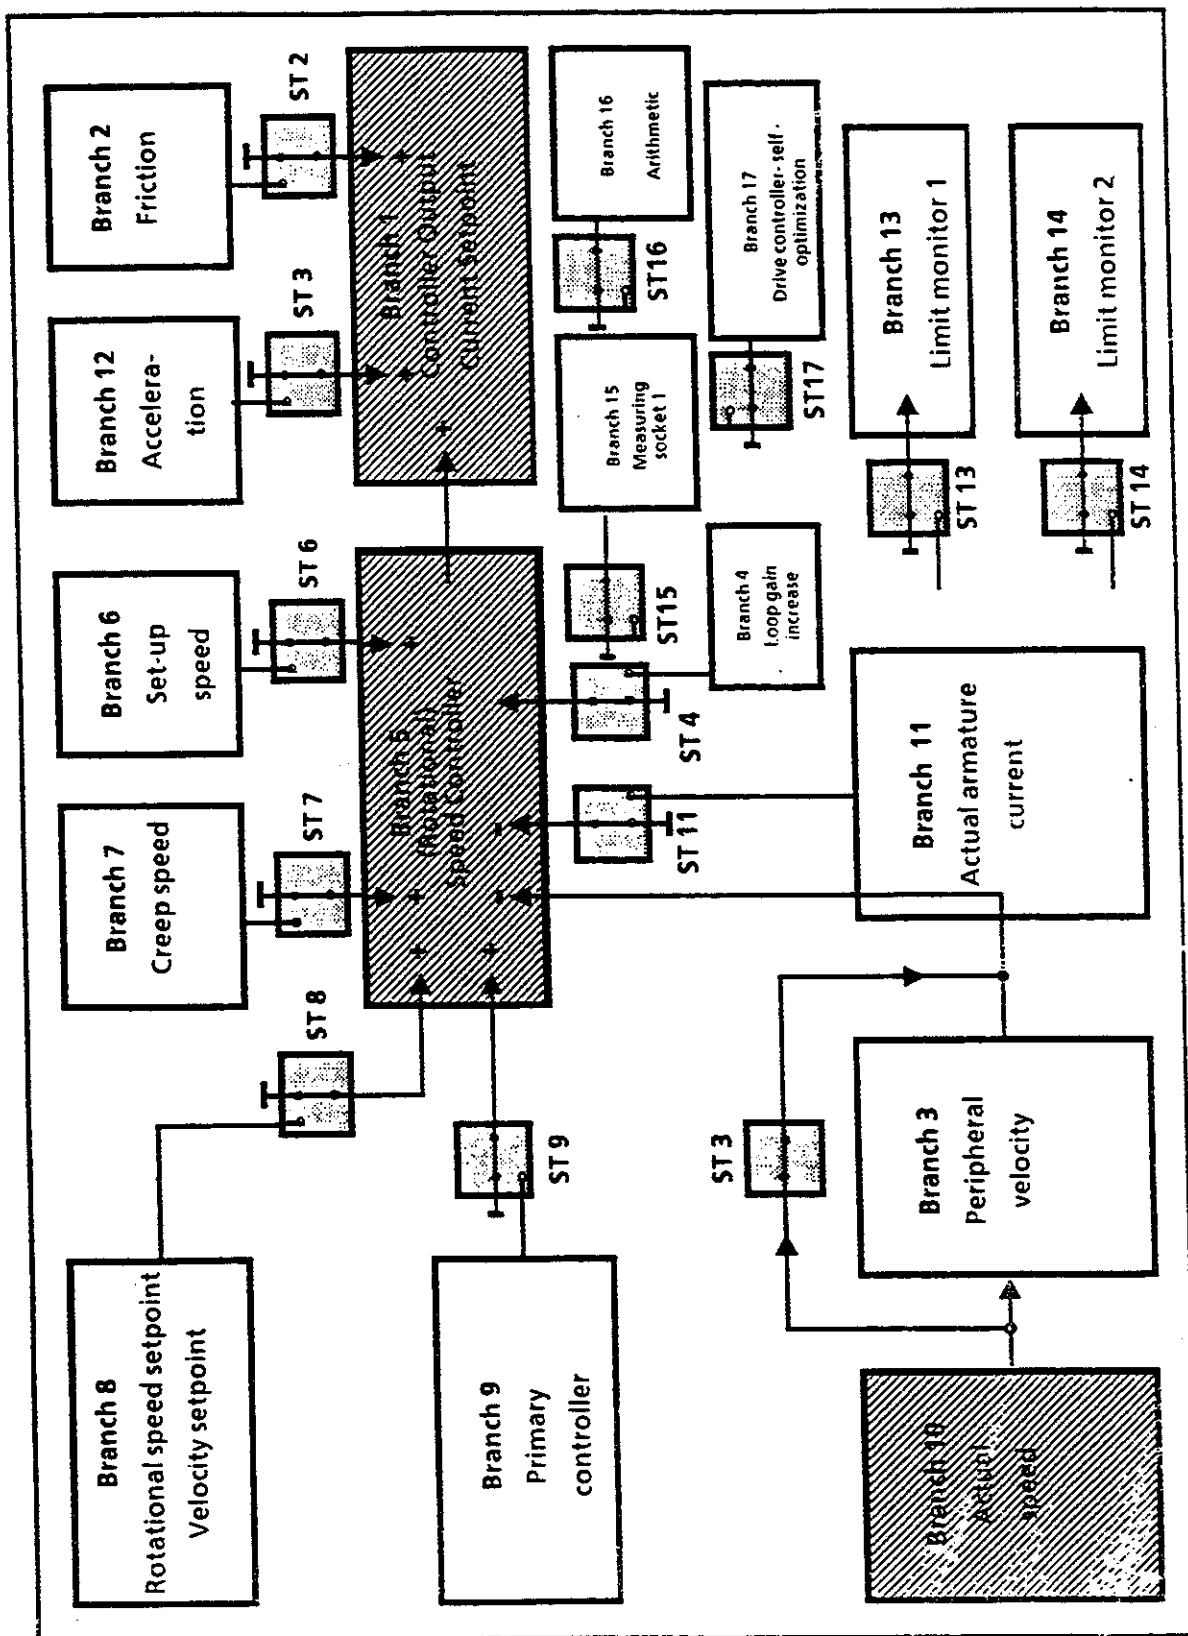 Branch 8
Rotational speed setpoint
Velocity setpoint
ST 8
Branch 7
Creep speed
ST 7
Branch 6
Set-up
speed
ST 6
Branch 12
Accelera-
tion
ST 3
Branch 2
Friction
ST 2
Branch 9
Primary
controller
ST 9
Branch 5
(Rotational)
Speed Controller
+
+
+
+
-
-
Branch 1
Controller Output
Current Setpoint
+
+
+
ST 11
ST 4
ST15
Branch 15
Measuring
socket 1
ST16
Branch 16
Arithmetic
Branch 4
Loop gain
increase
ST17
Branch 17
Drive controller- self -
optimization
ST 3
Branch 10
Actual
speed
Branch 3
Peripheral
velocity
Branch 11
Actual armature
current
ST 13
Branch 13
Limit monitor 1
ST 14
Branch 14
Limit monitor 2